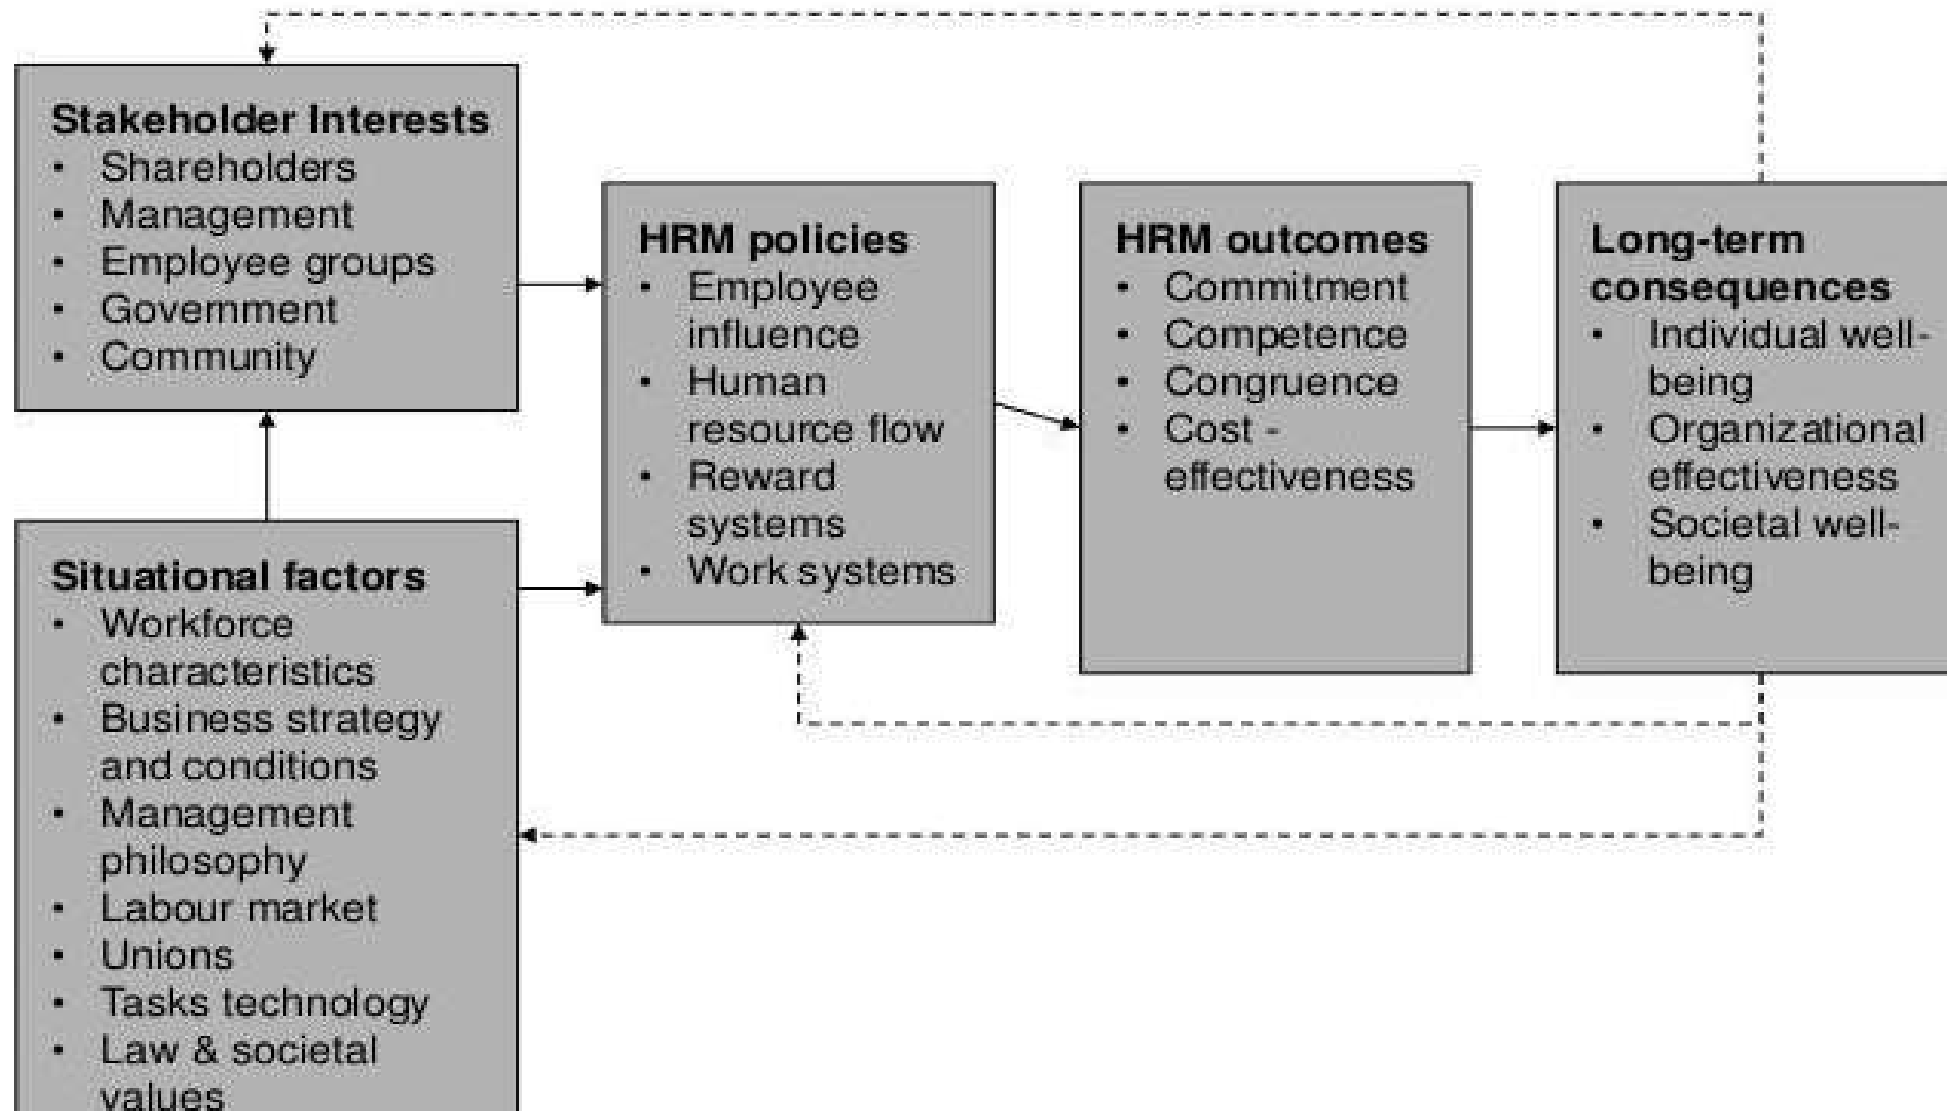 Stakeholder Interests
• Shareholders
• Management
• Employee groups
• Government
• Community
Situational factors
• Workforce
characteristics
• Business strategy
and conditions
• Management
philosophy
• Labour market
• Unions
• Tasks technology
• Law & societal
values
HRM policies
• Employee
influence
• Human
resource flow
• Reward
systems
• Work systems
HRM outcomes
• Commitment
• Competence
• Congruence
• Cost -
effectiveness
Long-term
consequences
• Individual well-
being
• Organizational
effectiveness
• Societal well-
being